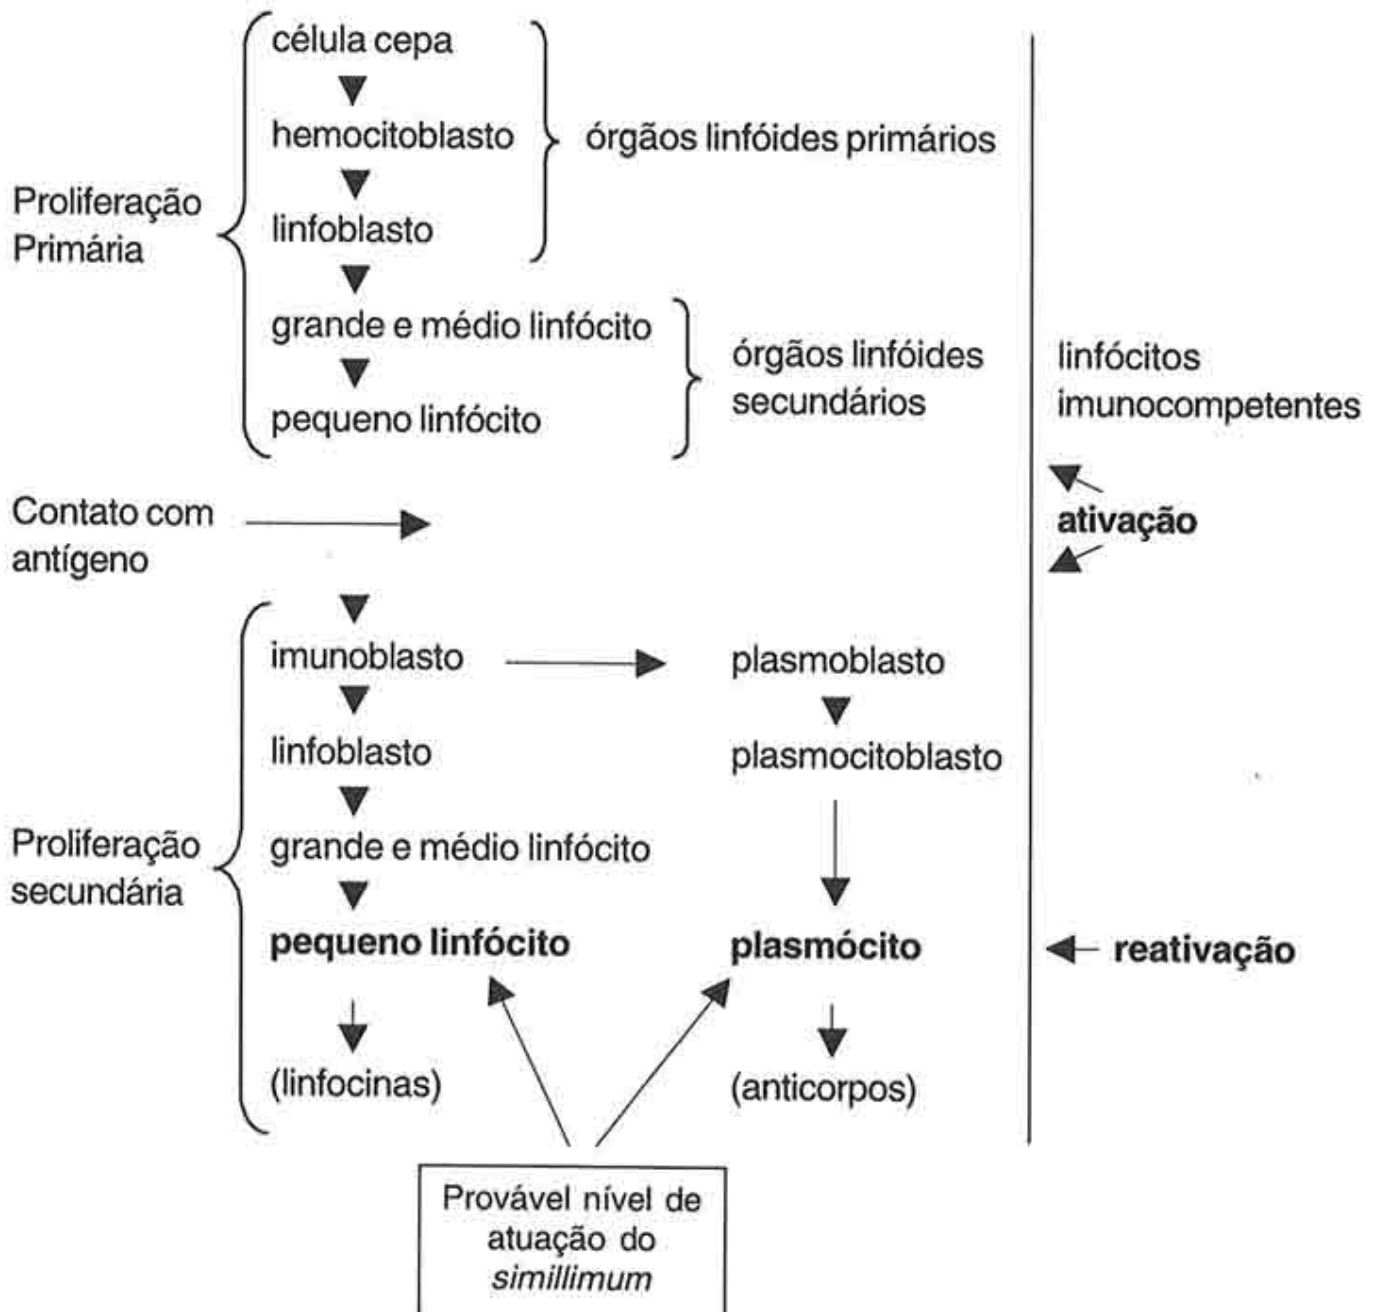 célula cepa
hemocitoblasto
órgãos linfóides primários
Proliferação
Primária
linfoblasto
grande e médio linfócito
órgãos linfóides
secundários
linfócitos
imunocompetentes
pequeno linfócito
Contato com
antígeno
ativação
imunoblasto
plasmoblasto
linfoblasto
plasmocitoblasto
Proliferação
secundária
grande e médio linfócito
pequeno linfócito
plasmócito
reativação
(linfocinas)
(anticorpos)
Provável nível de
atuação do
simillimum